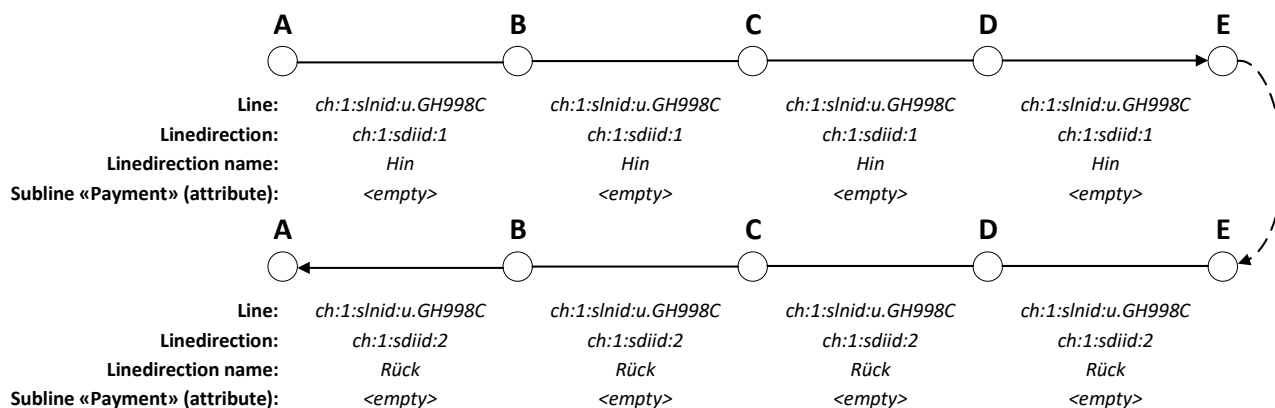 A B C D E
Line: ch:1:slnid:u.GH998C ch:1:slnid:u.GH998C ch:1:slnid:u.GH998C ch:1:slnid:u.GH998C
Linedirection: ch:1:sdiid:1 ch:1:sdiid:1 ch:1:sdiid:1 ch:1:sdiid:1
Linedirection name: Hin Hin Hin Hin
Subline «Payment» (attribute): <empty> <empty> <empty> <empty>
A B C D E
Line: ch:1:slnid:u.GH998C ch:1:slnid:u.GH998C ch:1:slnid:u.GH998C ch:1:slnid:u.GH998C
Linedirection: ch:1:sdiid:2 ch:1:sdiid:2 ch:1:sdiid:2 ch:1:sdiid:2
Linedirection name: Rück Rück Rück Rück
Subline «Payment» (attribute): <empty> <empty> <empty> <empty>